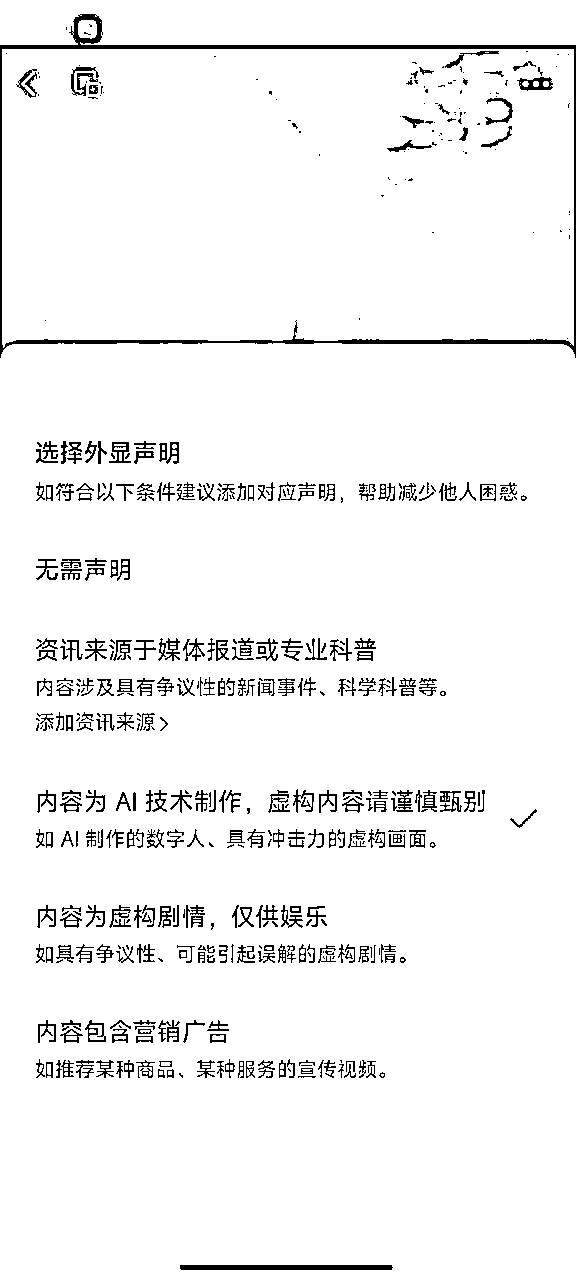 选择外显声明
如符合以下条件建议添加对应声明，帮助减少他人困惑。
无需声明
资讯来源于媒体报道或专业科普
内容涉及具有争议性的新闻事件、科学科普等。
添加资讯来源>
内容为 AI 技术制作，虚构内容请谨慎甄别
如 AI 制作的数字人、具有冲击力的虚构画面。
内容为虚构剧情，仅供娱乐
如具有争议性、可能引起误解的虚构剧情。
内容包含营销广告
如推荐某种商品、某种服务的宣传视频。